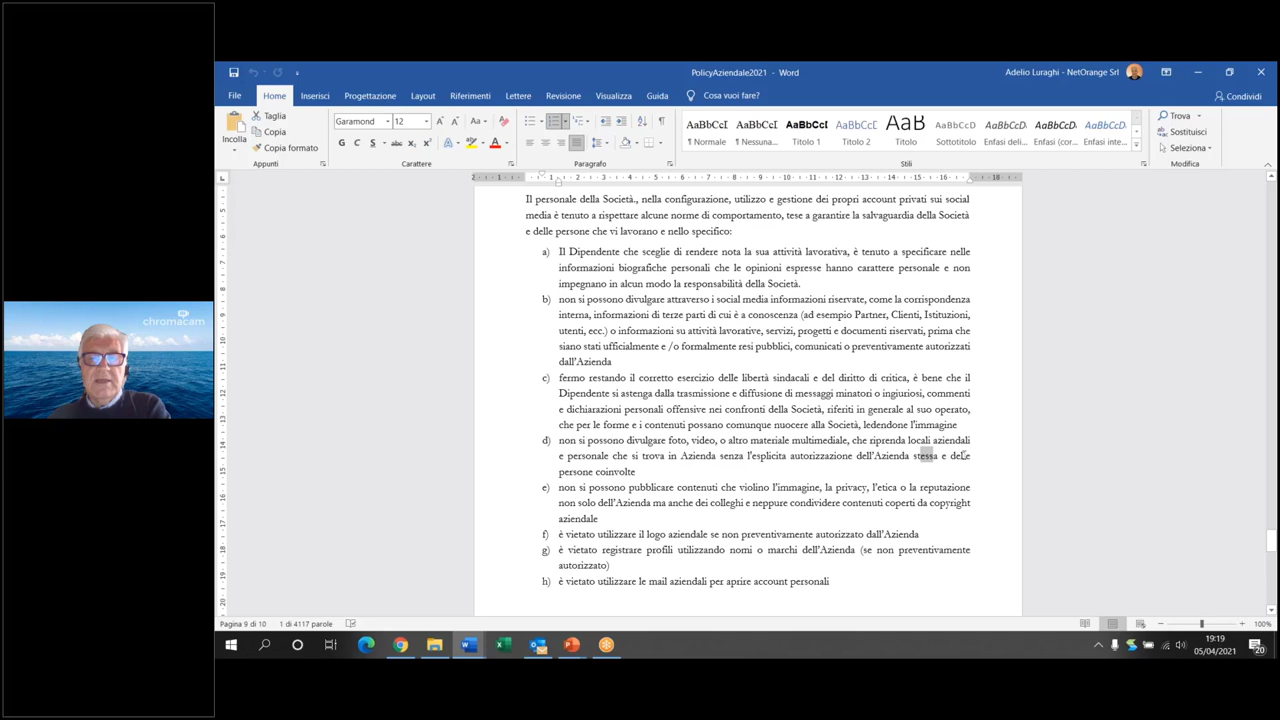 PolicyAziendale2021 - Word
Adelio Luraghi - NetOrange Srl
File Home Inserisci Progettazione Layout Riferimenti Lettere Revisione Visualizza Guida Cosa vuoi fare? Condividi
Incolla
Taglia
Copia
Copia formato
Appunti
Garamond 12
Carattere
Paragrafo
AaBbCcI AaBbCcI AaBbCcI AaBbCcI AaB AaBbCcD AaBbCcD AaBbCcD AaBbCcD
¶ Normale ¶ Nessuna... Titolo 1 Titolo 2 Titolo Sottotitolo Enfasi deli... Enfasi (cor... Enfasi inte...
Stili
Trova
Sostituisci
Seleziona
Modifica
Il personale della Società., nella configurazione, utilizzo e gestione dei propri account privati sui social
media è tenuto a rispettare alcune norme di comportamento, tese a garantire la salvaguardia della Società
e delle persone che vi lavorano e nello specifico:
a) Il Dipendente che sceglie di rendere nota la sua attività lavorativa, è tenuto a specificare nelle
informazioni biografiche personali che le opinioni espresse hanno carattere personale e non
impegnano in alcun modo la responsabilità della Società.
b) non si possono divulgare attraverso i social media informazioni riservate, come la corrispondenza
interna, informazioni di terze parti di cui è a conoscenza (ad esempio Partner, Clienti, Istituzioni,
utenti, ecc.) o informazioni su attività lavorative, servizi, progetti e documenti riservati, prima che
siano stati ufficialmente e /o formalmente resi pubblici, comunicati o preventivamente autorizzati
dall'Azienda
c) fermo restando il corretto esercizio delle libertà sindacali e del diritto di critica, è bene che il
Dipendente si astenga dalla trasmissione e diffusione di messaggi minatori o ingiuriosi, commenti
e dichiarazioni personali offensive nei confronti della Società, riferiti in generale al suo operato,
che per le forme e i contenuti possano comunque nuocere alla Società, ledendone l'immagine
d) non si possono divulgare foto, video, o altro materiale multimediale, che riprenda locali aziendali
e personale che si trova in Azienda senza l'esplicita autorizzazione dell'Azienda stessa e delle
persone coinvolte
e) non si possono pubblicare contenuti che violino l'immagine, la privacy, l'etica o la reputazione
non solo dell'Azienda ma anche dei colleghi e neppure condividere contenuti coperti da copyright
aziendale
f) è vietato utilizzare il logo aziendale se non preventivamente autorizzato dall'Azienda
g) è vietato registrare profili utilizzando nomi o marchi dell'Azienda (se non preventivamente
autorizzato)
h) è vietato utilizzare le mail aziendali per aprire account personali
chromacam
Pagina 9 di 10 1 di 4117 parole 100%
19:19
05/04/2021
20